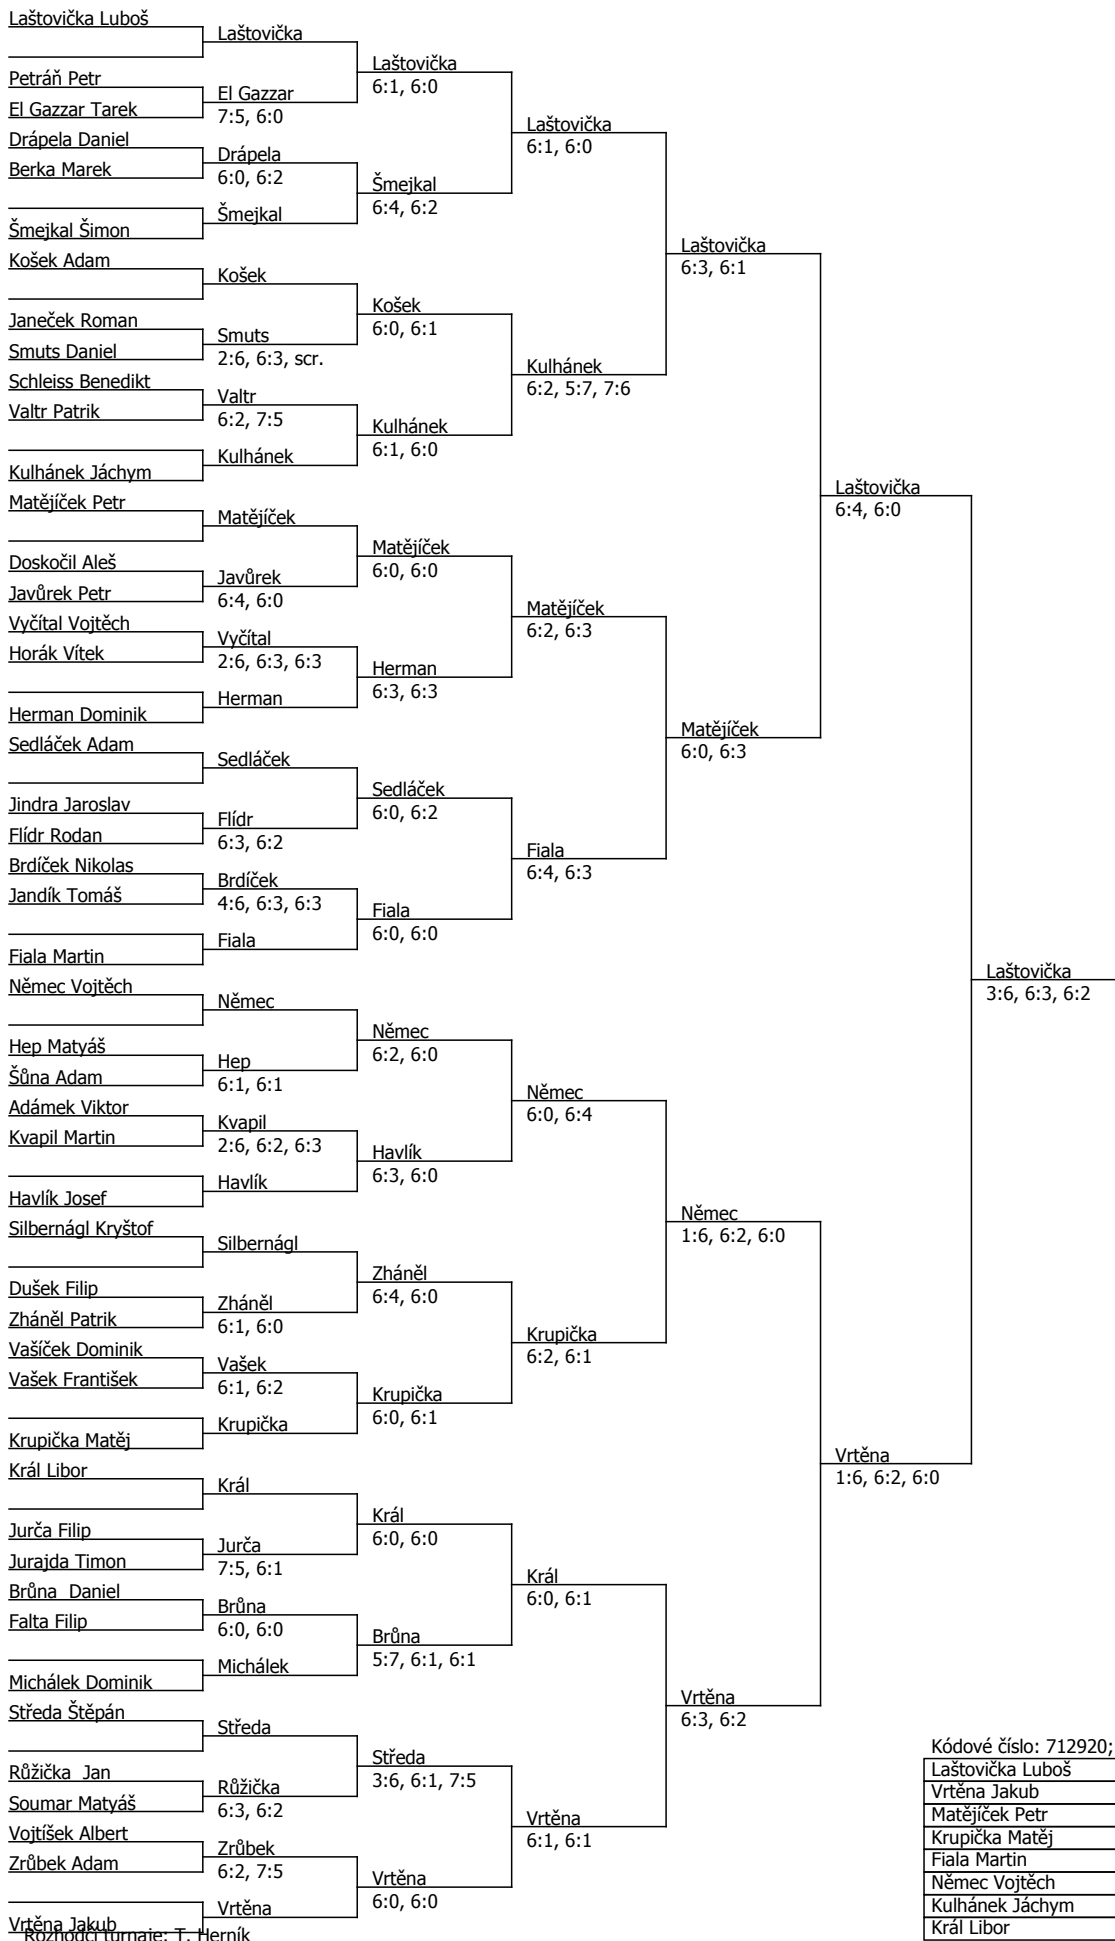 Laštovička Luboš
Petráň Petr
El Gazzar Tarek
Drápela Daniel
Berka Marek
Šmejkal Šimon
Košek Adam
Janeček Roman
Smuts Daniel
Schleiss Benedikt
Valtr Patrik
Kulhánek Jáchym
Matějíček Petr
Doskočil Aleš
Javůrek Petr
Vyčítal Vojtěch
Horák Vítek
Herman Dominik
Sedláček Adam
Jindra Jaroslav
Flídr Rodan
Brdíček Nikolas
Jandík Tomáš
Fiala Martin
Němec Vojtěch
Hep Matyáš
Šůna Adam
Adámek Viktor
Kvapil Martin
Havlík Josef
Silbernágl Kryštof
Dušek Filip
Zháněl Patrik
Vašíček Dominik
Vašek František
Krupička Matěj
Král Libor
Jurča Filip
Jurajda Timon
Brůna  Daniel
Falta Filip
Michálek Dominik
Středa Štěpán
Růžička  Jan
Soumar Matyáš
Vojtíšek Albert
Zrůbek Adam
Vrtěna Jakub
Rozhodčí turnaje: T. Herník
Laštovička
El Gazzar
7:5, 6:0
Drápela
6:0, 6:2
Šmejkal
Košek
Smuts
2:6, 6:3, scr.
Valtr
6:2, 7:5
Kulhánek
Matějíček
Javůrek
6:4, 6:0
Vyčítal
2:6, 6:3, 6:3
Herman
Sedláček
Flídr
6:3, 6:2
Brdíček
4:6, 6:3, 6:3
Fiala
Němec
Hep
6:1, 6:1
Kvapil
2:6, 6:2, 6:3
Havlík
Silbernágl
Zháněl
6:1, 6:0
Vašek
6:1, 6:2
Krupička
Král
Jurča
7:5, 6:1
Brůna
6:0, 6:0
Michálek
Středa
Růžička
6:3, 6:2
Zrůbek
6:2, 7:5
Vrtěna
Laštovička
6:1, 6:0
Šmejkal
6:4, 6:2
Košek
6:0, 6:1
Kulhánek
6:1, 6:0
Matějíček
6:0, 6:0
Herman
6:3, 6:3
Sedláček
6:0, 6:2
Fiala
6:0, 6:0
Němec
6:2, 6:0
Havlík
6:3, 6:0
Zháněl
6:4, 6:0
Krupička
6:0, 6:1
Král
6:0, 6:0
Brůna
5:7, 6:1, 6:1
Středa
3:6, 6:1, 7:5
Vrtěna
6:0, 6:0
Laštovička
6:1, 6:0
Kulhánek
6:2, 5:7, 7:6
Matějíček
6:2, 6:3
Fiala
6:4, 6:3
Němec
6:0, 6:4
Krupička
6:2, 6:1
Král
6:0, 6:1
Vrtěna
6:1, 6:1
Laštovička
6:3, 6:1
Matějíček
6:0, 6:3
Němec
1:6, 6:2, 6:0
Vrtěna
6:3, 6:2
Laštovička
6:4, 6:0
Vrtěna
1:6, 6:2, 6:0
Laštovička
3:6, 6:3, 6:2
Kódové číslo: 712920;
Laštovička Luboš
Vrtěna Jakub
Matějíček Petr
Krupička Matěj
Fiala Martin
Němec Vojtěch
Kulhánek Jáchym
Král Libor